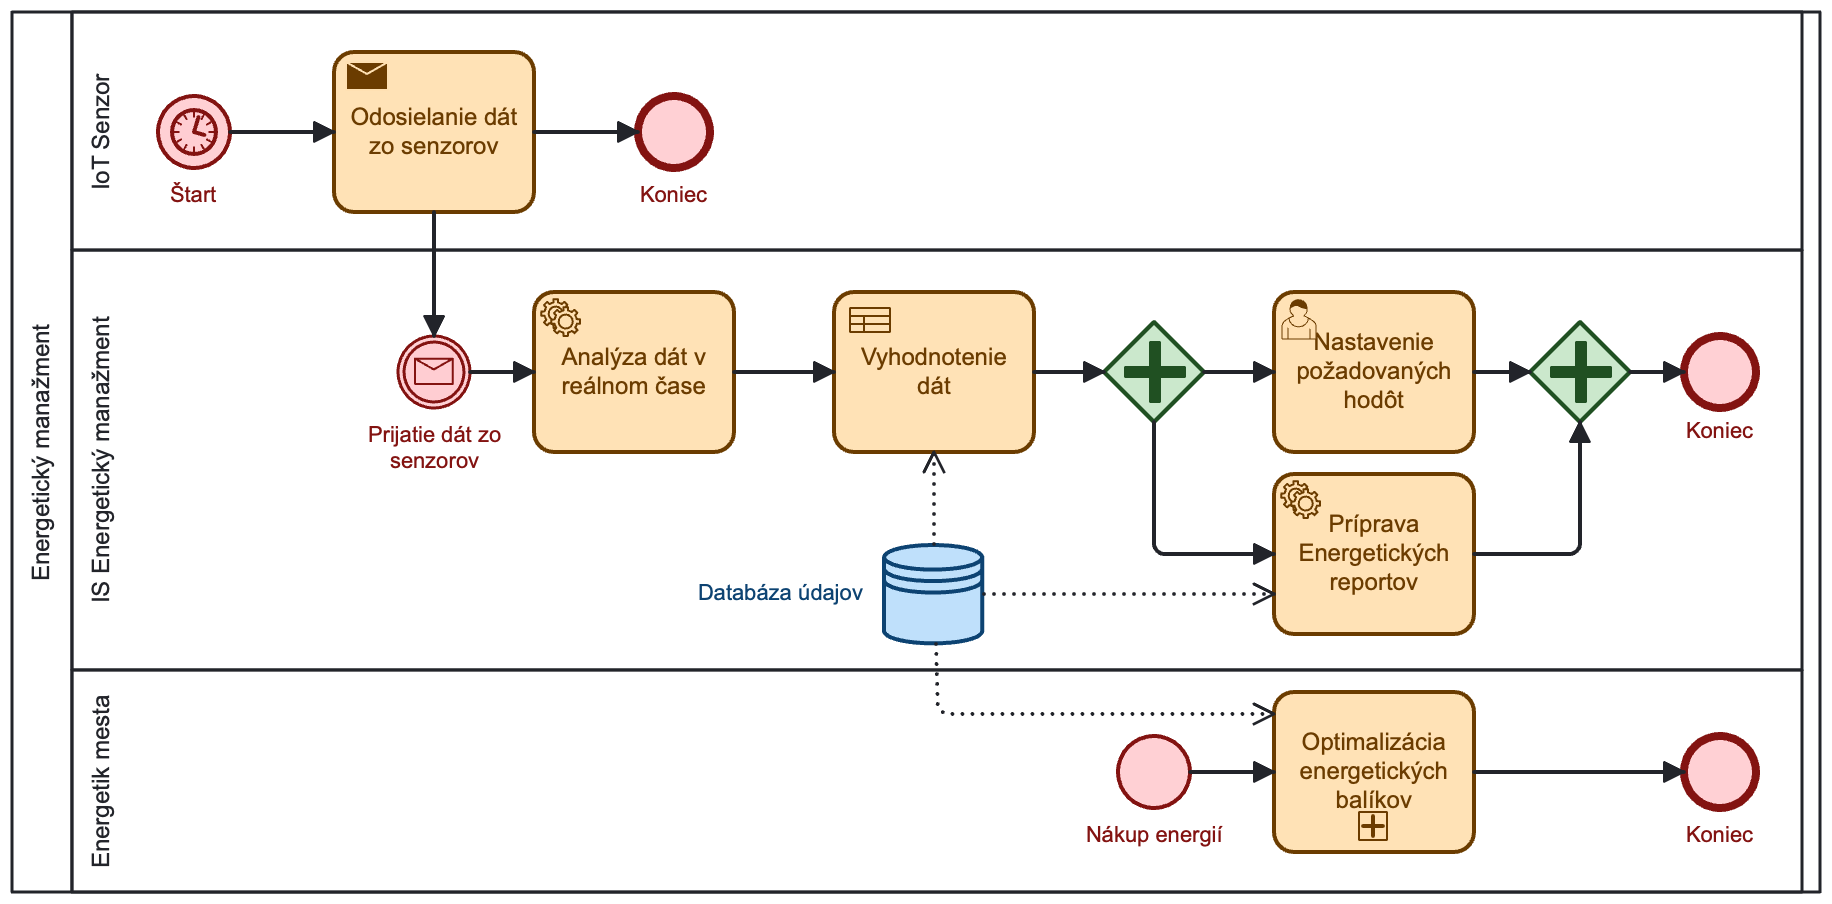 Energetický manažment
IoT Senzor
Štart
Odosielanie dát
zo senzorov
Koniec
IS Energetický manažment
Prijatie dát zo
senzorov
Analýza dát v
reálnom čase
Vyhodnotenie
dát
Nastavenie
požadovaných
hodôt
Koniec
Príprava
Energetických
reportov
Databáza údajov
Energetik mesta
Nákup energií
Optimalizácia
energetických
balíkov
Koniec